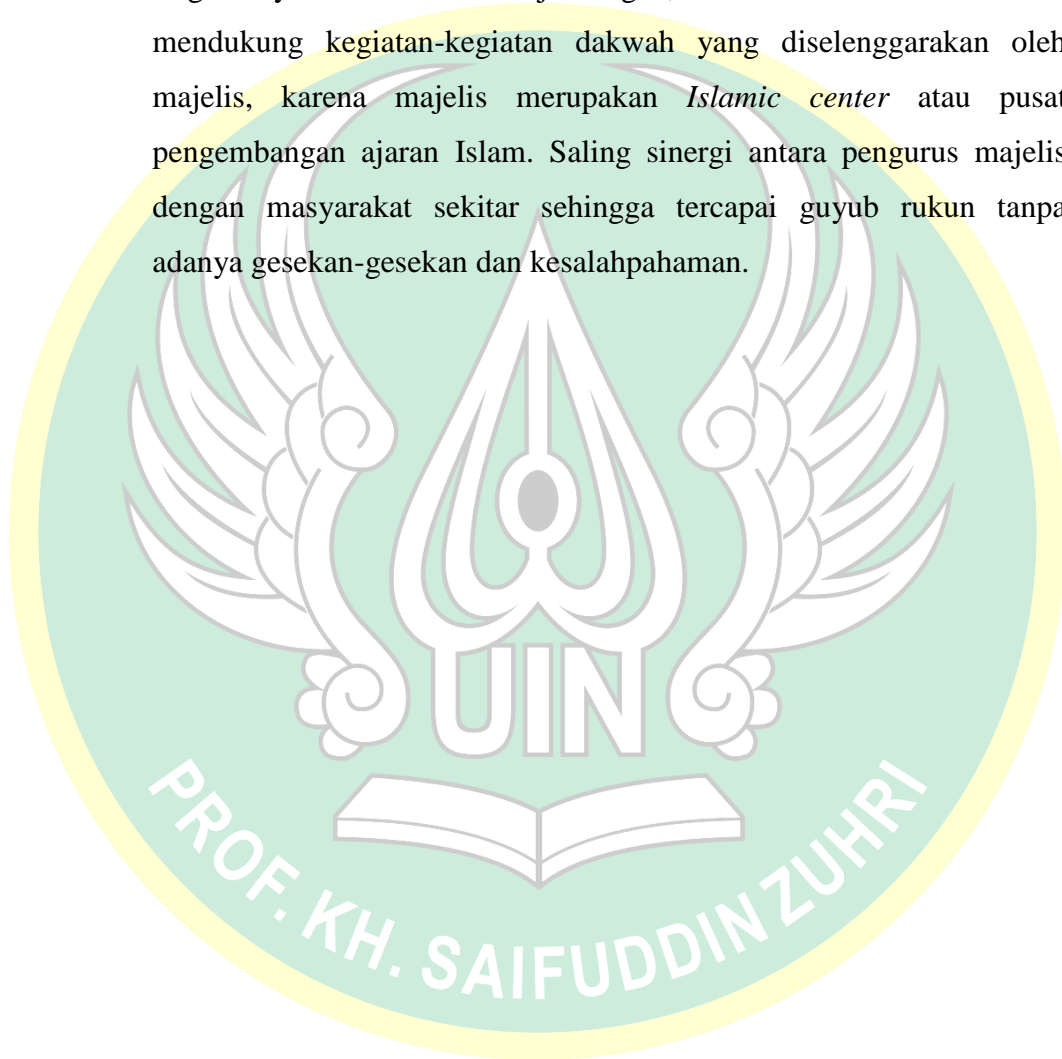 mendukung kegiatan-kegiatan dakwah yang diselenggarakan oleh
majelis, karena majelis merupakan Islamic center atau pusat
pengembangan ajaran Islam. Saling sinergi antara pengurus majelis
dengan masyarakat sekitar sehingga tercapai guyub rukun tanpa
adanya gesekan-gesekan dan kesalahpahaman.
UIN
PROF. KH. SAIFUDDIN ZUHRI